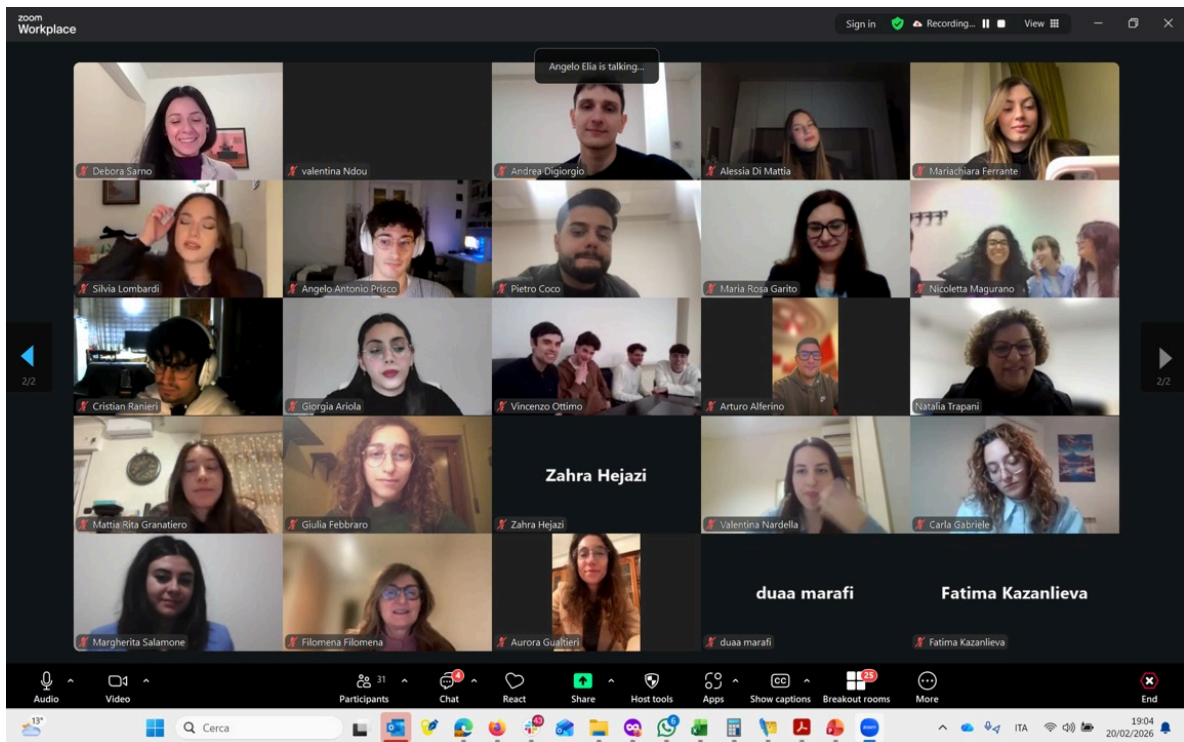 zoom
Workplace
Sign in
Recording...
View
Angelo Elia is talking...
Debora Sarno
valentina Ndou
Andrea Digiorgio
Alessia Di Mattia
Mariachiara Ferrante
Silvia Lombardi
Angelo Antonio Prisco
Pietro Coco
Maria Rosa Garito
Nicoletta Magurano
2/2
2/2
Cristian Ranieri
Giorgia Ariola
Vincenzo Ottimo
Arturo Alferino
Natalia Trapani
Zahra Hejazi
Mattia Rita Granatiero
Giulia Febbraro
Zahra Hejazi
Valentina Nardella
Carla Gabriele
duaa marafi
Fatima Kazanlieva
Margherita Salamone
Filomena Filomena
Aurora Gualtieri
duaa marafi
Fatima Kazanlieva
Audio
Video
31
Participants
4
Chat
React
Share
Host tools
Apps
CC
Show captions
25
Breakout rooms
More
End
13°
Cerca
43
6
ITA
19:04
20/02/2026